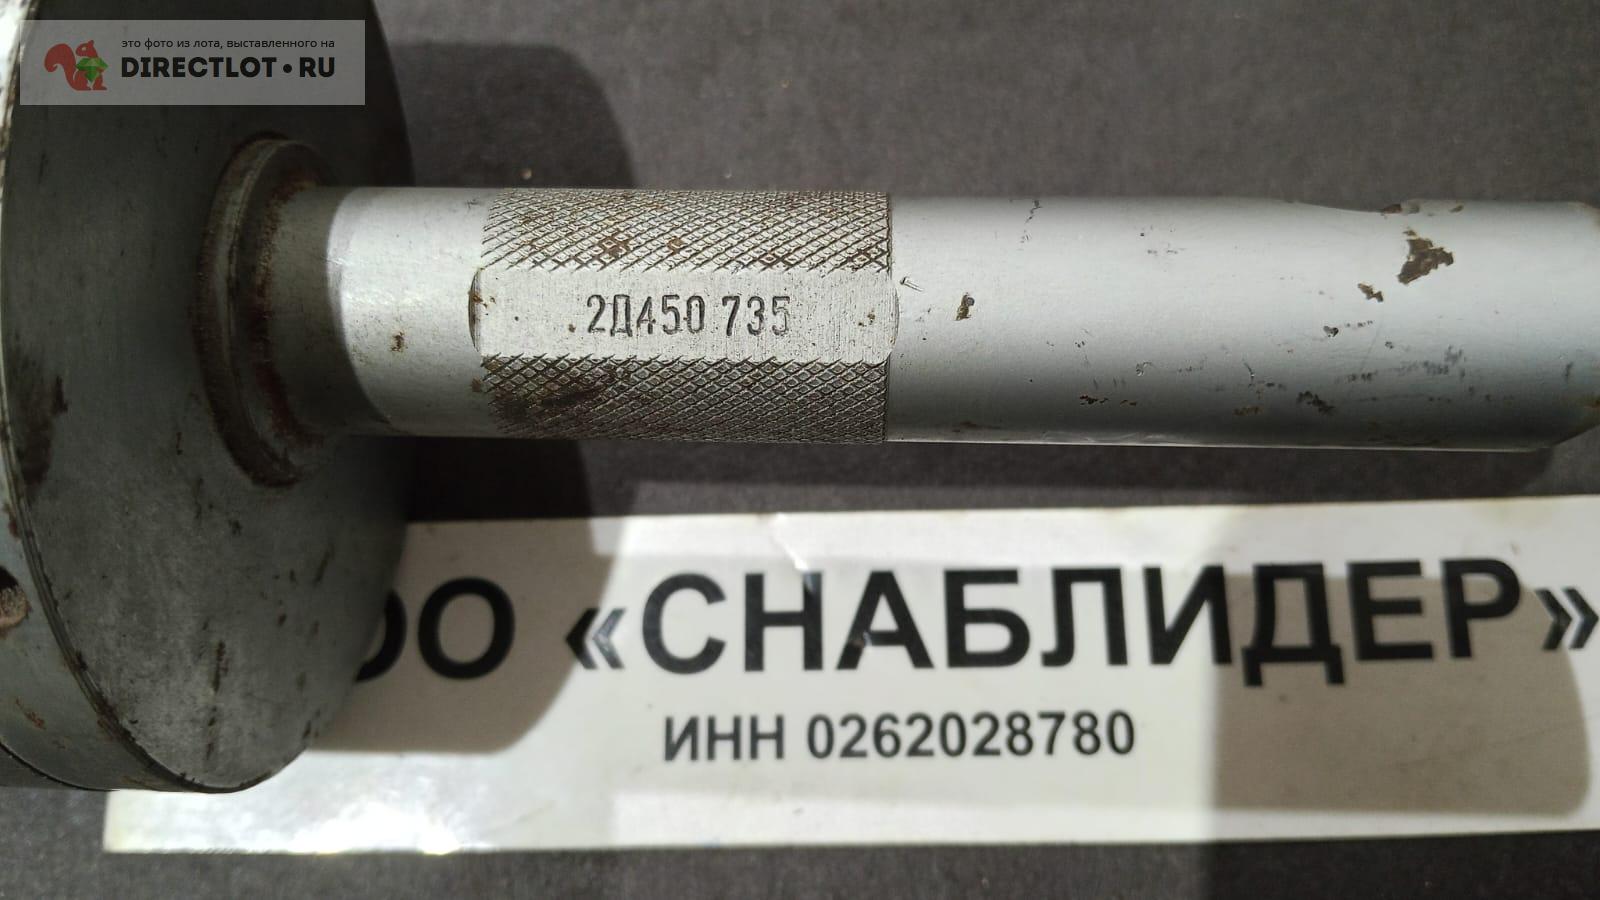 это фото из лота, выставленного на
DIRECTLOT•RU
2Д450 735
ОО «СНАБЛИДЕР»
ИНН 0262028780